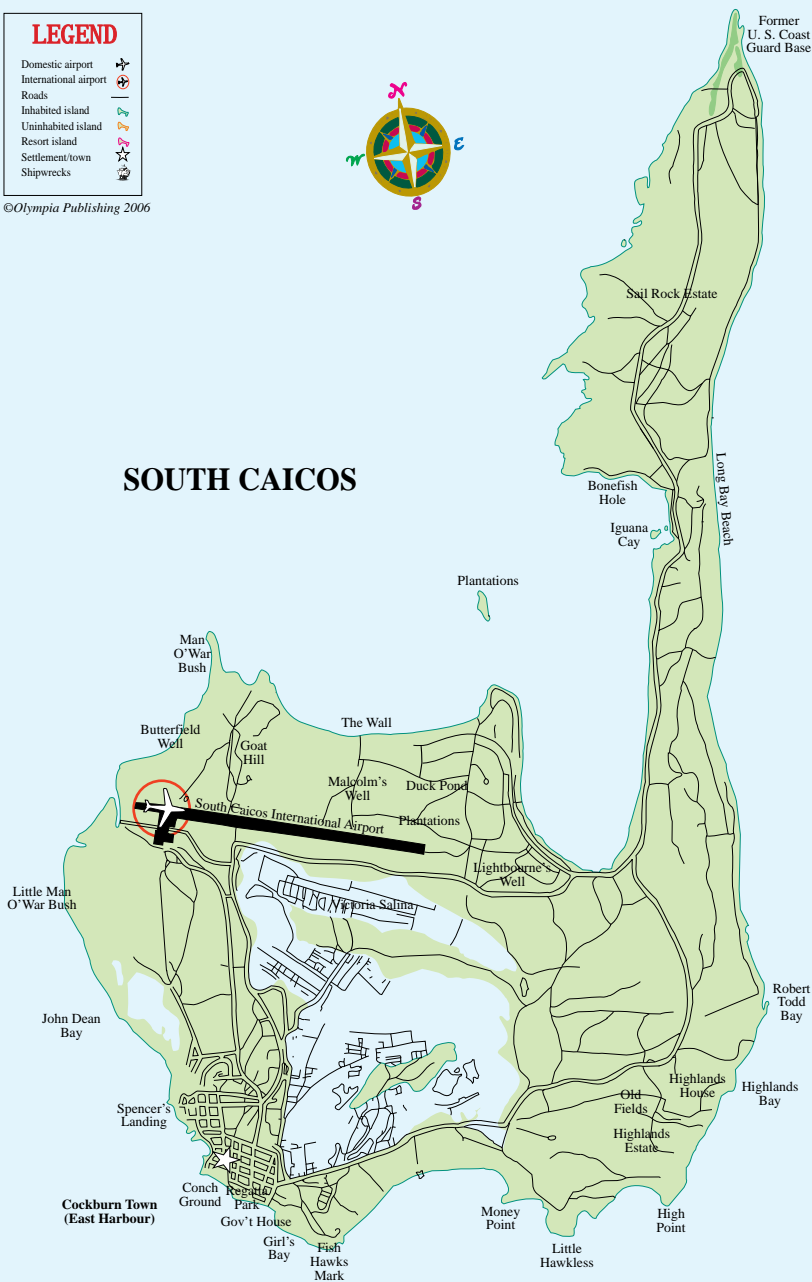 LEGEND
Domestic airport
International airport
Roads
Inhabited island
Uninhabited island
Resort island
Settlement/town
Shipwrecks
©Olympia Publishing 2006
N
W
E
S
Former
U. S. Coast
Guard Base
Sail Rock Estate
SOUTH CAICOS
Bonefish
Hole
Long Bay Beach
Iguana
Cay
Plantations
Man
O'War
Bush
The Wall
Butterfield
Well
Goat
Hill
Malcolm's
Well
Duck Pond
South Caicos International Airport
Plantations
Lightbourne's
Well
Little Man
O'War Bush
Victoria Salina
John Dean
Bay
Robert
Todd
Bay
Highlands
House
Highlands
Bay
Old
Fields
Spencer's
Landing
Highlands
Estate
Conch
Ground
Regatta
Park
Cockburn Town
(East Harbour)
Gov't House
Girl's
Bay
Fish
Hawks
Mark
Money
Point
High
Point
Little
Hawkless